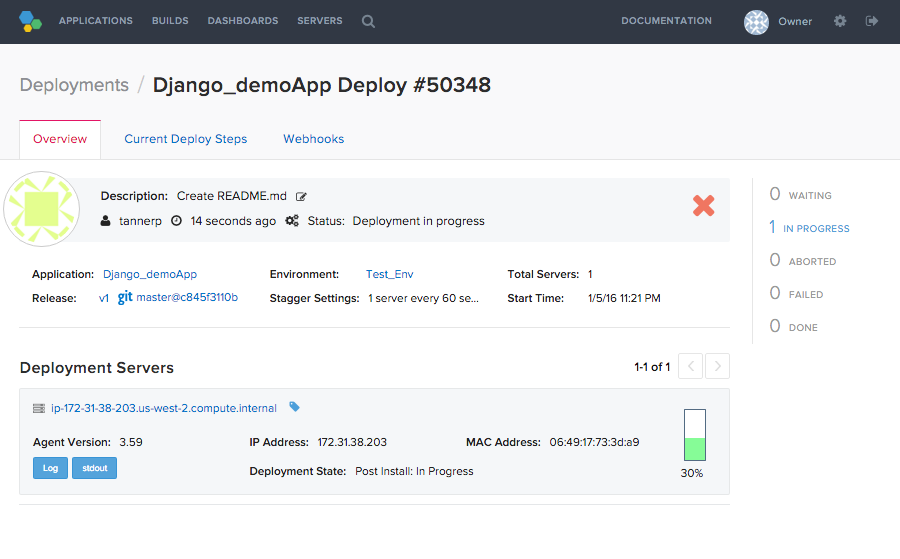 APPLICATIONS BUILDS DASHBOARDS SERVERS DOCUMENTATION Owner
Deployments / Django_demoApp Deploy #50348
Overview Current Deploy Steps Webhooks
Description: Create README.md
tannerp 14 seconds ago Status: Deployment in progress
0 WAITING
1 IN PROGRESS
0 ABORTED
0 FAILED
0 DONE
Application: Django_demoApp Environment: Test_Env Total Servers: 1
Release: v1 git master@c845f3110b Stagger Settings: 1 server every 60 se... Start Time: 1/5/16 11:21 PM
Deployment Servers 1-1 of 1
ip-172-31-38-203.us-west-2.compute.internal
Agent Version: 3.59 IP Address: 172.31.38.203 MAC Address: 06:49:17:73:3d:a9
Log stdout Deployment State: Post Install: In Progress 30%